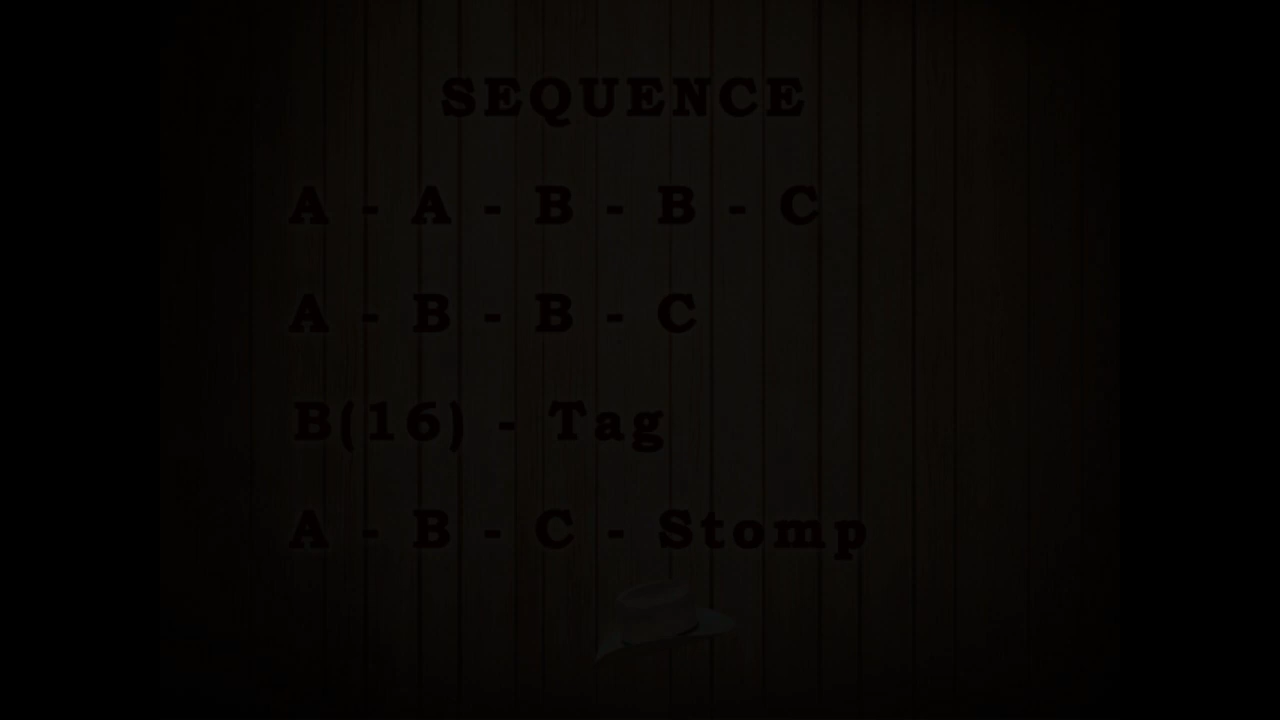 SEQUENCE
A - A - B - B - C
A - B - B - C
B(16) - Tag
A - B - C - Stomp